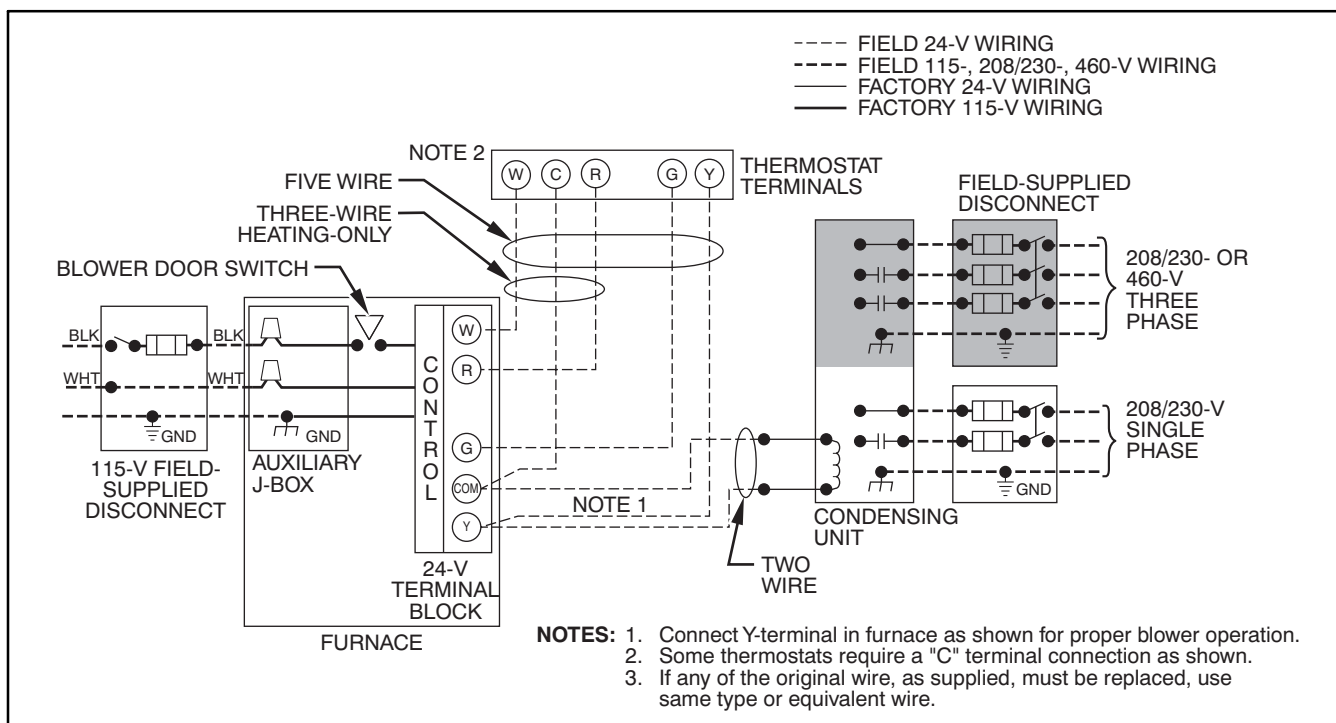 FIELD 24-V WIRING
FIELD 115-, 208/230-, 460-V WIRING
FACTORY 24-V WIRING
FACTORY 115-V WIRING
NOTE 2
W C R G Y
THERMOSTAT
TERMINALS
FIVE WIRE
THREE-WIRE
HEATING-ONLY
BLOWER DOOR SWITCH
FIELD-SUPPLIED
DISCONNECT
208/230- OR
460-V
THREE
PHASE
BLK
BLK
WHT
WHT
GND
GND
115-V FIELD-
SUPPLIED
DISCONNECT
AUXILIARY
J-BOX
CONTROL
W
R
G
COM
Y
NOTE 1
24-V
TERMINAL
BLOCK
FURNACE
208/230-V
SINGLE
PHASE
GND
CONDENSING
UNIT
TWO
WIRE
NOTES: 1. Connect Y-terminal in furnace as shown for proper blower operation.
2. Some thermostats require a "C" terminal connection as shown.
3. If any of the original wire, as supplied, must be replaced, use
same type or equivalent wire.